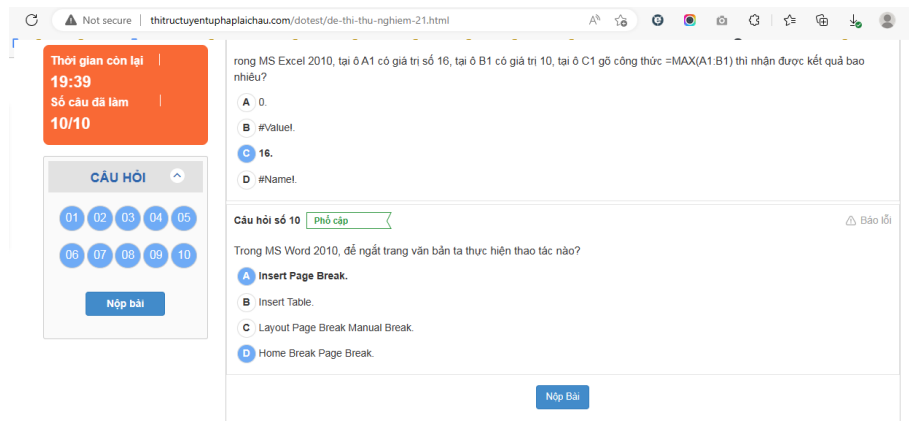 Not secure thitructuyentuphaplaichau.com/dotest/de-thi-thu-nghiem-21.html
Thời gian còn lại
19:39
Số câu đã làm
10/10
CÂU HỎI
01 02 03 04 05
06 07 08 09 10
Nộp bài
rong MS Excel 2010, tại ô A1 có giá trị số 16, tại ô B1 có giá trị 10, tại ô C1 gõ công thức =MAX(A1:B1) thì nhận được kết quả bao
nhiêu?
A 0.
B #Value!.
C 16.
D #Name!.
Câu hỏi số 10 Phổ cập Báo lỗi
Trong MS Word 2010, để ngắt trang văn bản ta thực hiện thao tác nào?
A Insert Page Break.
B Insert Table.
C Layout Page Break Manual Break.
D Home Break Page Break.
Nộp Bài